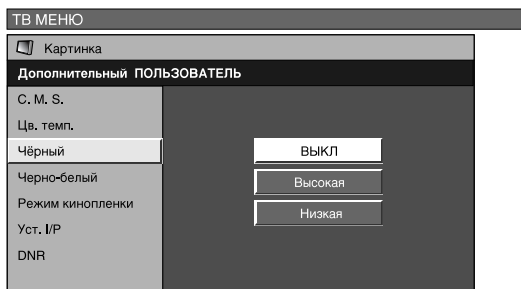 ТВ МЕНЮ
Картинка
Дополнительный ПОЛЬЗОВАТЕЛЬ
C. M. S.
Цв. темп.
Чёрный
Черно-белый
Режим кинопленки
Уст. I/P
DNR
ВЫКЛ
Высокая
Низкая